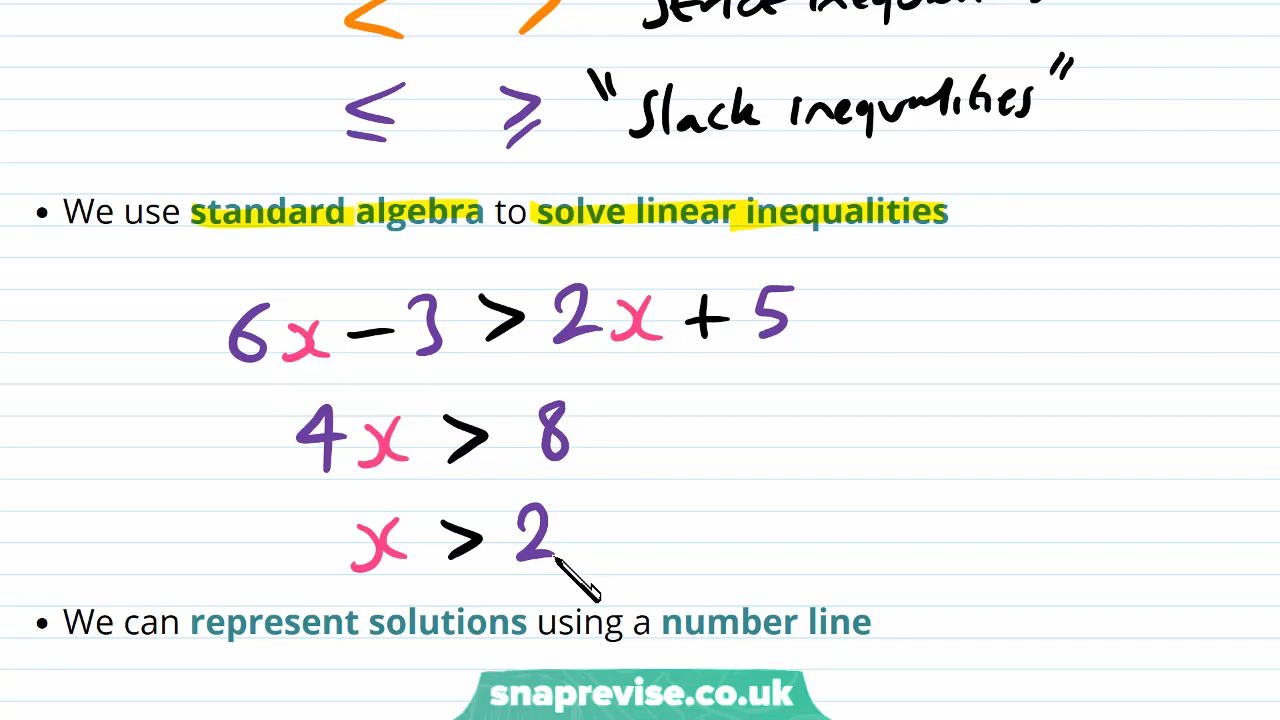 < >
≤ ≥ "Slack inequalities"
• We use standard algebra to solve linear inequalities
6x - 3 > 2x + 5
4x > 8
x > 2
• We can represent solutions using a number line
snaprevise.co.uk